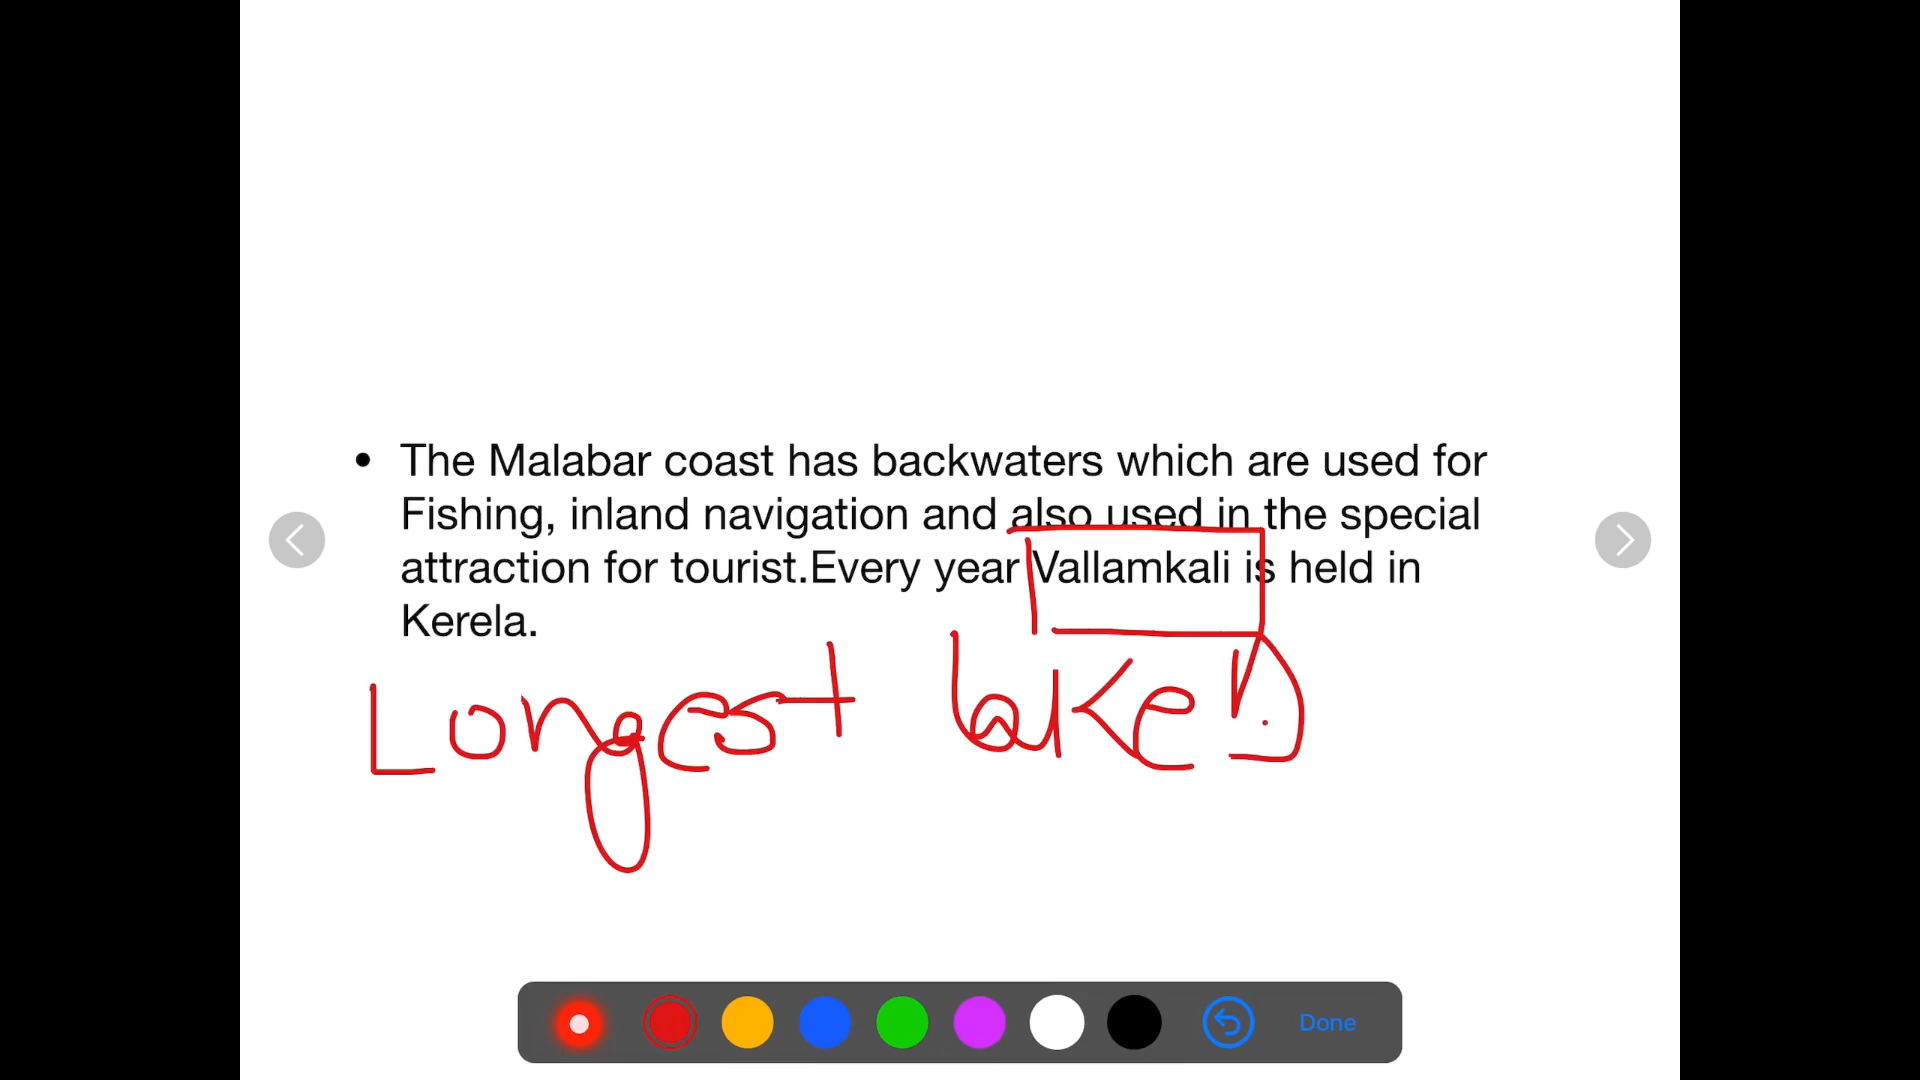 • The Malabar coast has backwaters which are used for
Fishing, inland navigation and also used in the special
attraction for tourist.Every year Vallamkali is held in
Kerela.
Longest lake
Done